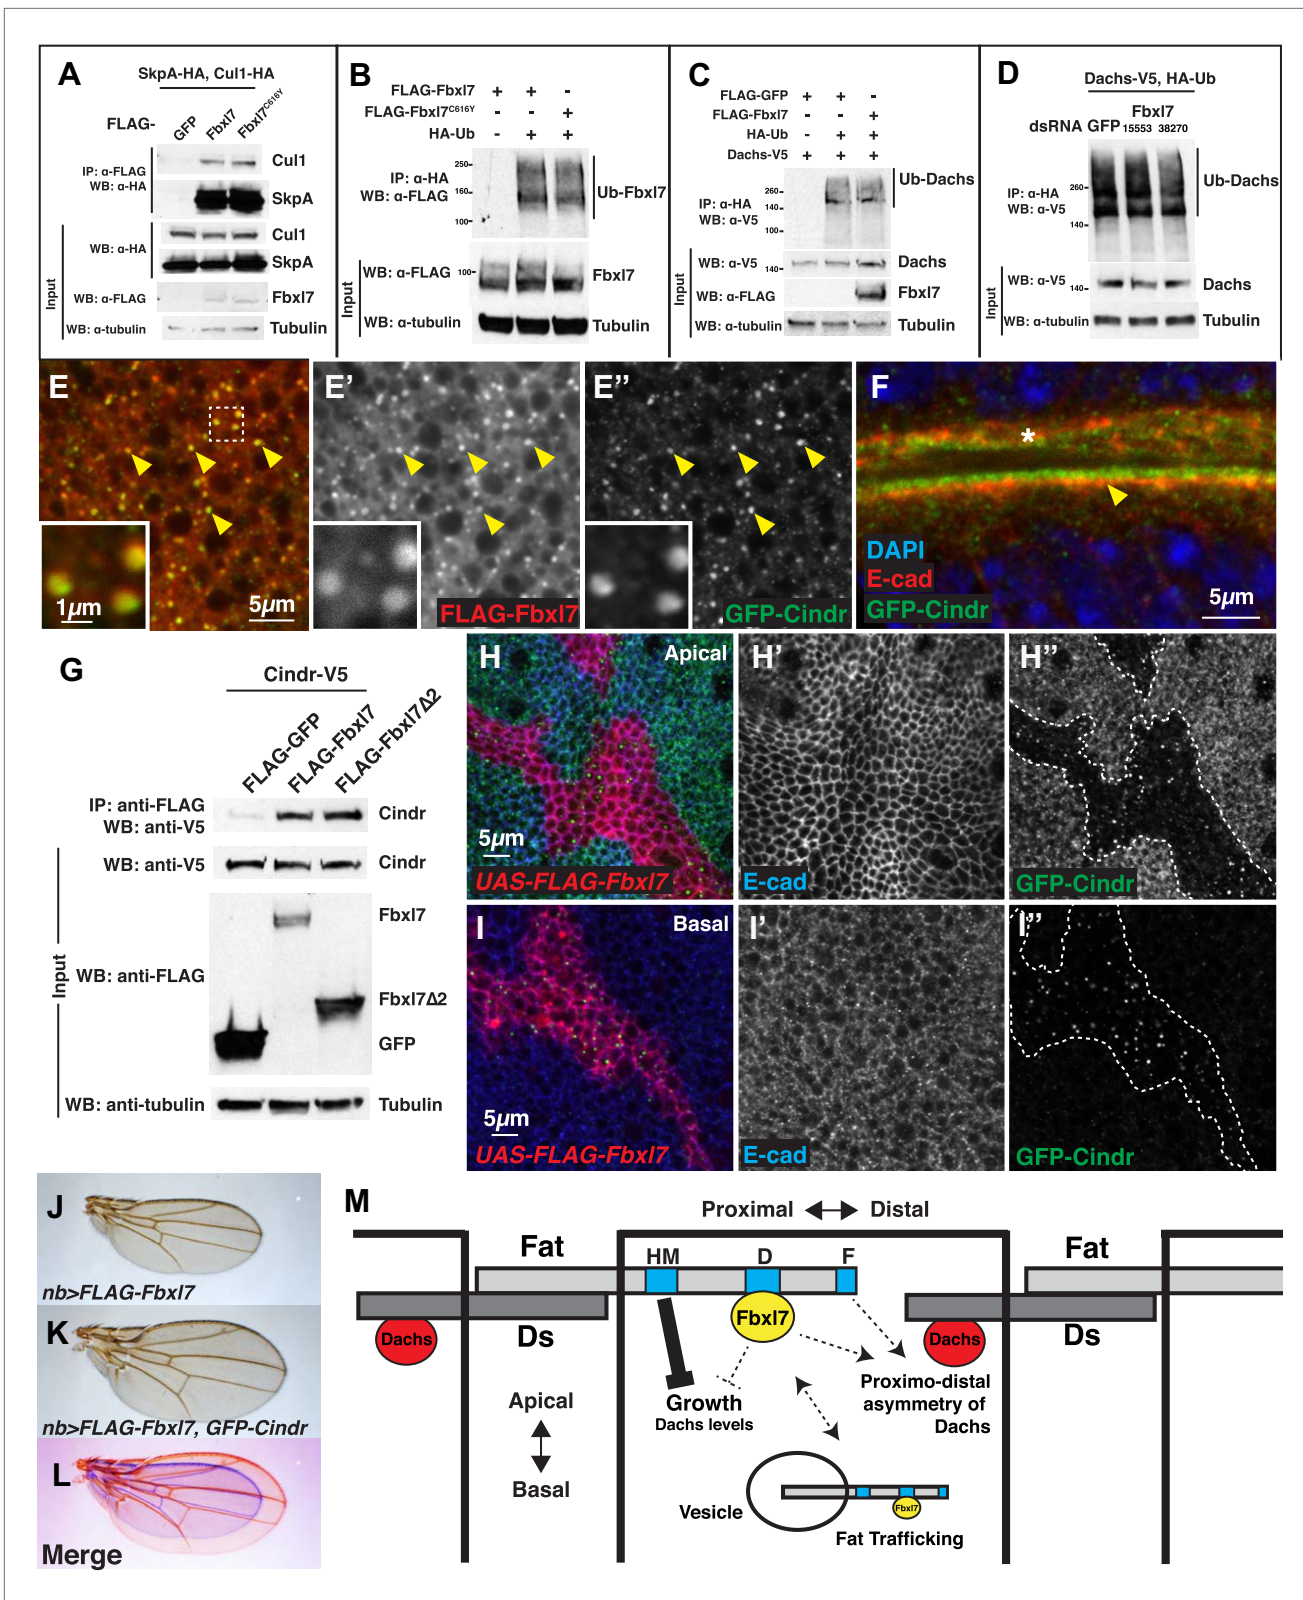 A
SkpA-HA, Cul1-HA
FLAG-
GFP
Fbxl7
Fbxl7C616Y
IP: α-FLAG
WB: α-HA
Cul1
SkpA
WB: α-HA
Cul1
SkpA
Input
WB: α-FLAG
Fbxl7
WB: α-tubulin
Tubulin
B
FLAG-Fbxl7 + + -
FLAG-Fbxl7C616Y - - +
HA-Ub - + +
IP: α-HA
WB: α-FLAG
250
160
100
Ub-Fbxl7
Input
WB: α-FLAG
100
Fbxl7
WB: α-tubulin
Tubulin
C
FLAG-GFP + + -
FLAG-Fbxl7 - - +
HA-Ub - + +
Dachs-V5 + + +
IP: α-HA
WB: α-V5
260
140
100
Ub-Dachs
Input
WB: α-V5
140
Dachs
WB: α-FLAG
Fbxl7
WB: α-tubulin
Tubulin
D
Dachs-V5, HA-Ub
Fbxl7
dsRNA GFP 15553 38270
IP: α-HA
WB: α-V5
260
140
Ub-Dachs
Input
WB: α-V5
140
Dachs
WB: α-tubulin
Tubulin
E
1µm
5µm
E'
FLAG-Fbxl7
E''
GFP-Cindr
F
*
DAPI
E-cad
GFP-Cindr
5µm
G
Cindr-V5
FLAG-GFP
FLAG-Fbxl7
FLAG-Fbxl7Δ2
IP: anti-FLAG
WB: anti-V5
Cindr
WB: anti-V5
Cindr
Input
WB: anti-FLAG
Fbxl7
Fbxl7Δ2
GFP
WB: anti-tubulin
Tubulin
H
Apical
5µm
UAS-FLAG-Fbxl7
H'
E-cad
H''
GFP-Cindr
I
Basal
5µm
UAS-FLAG-Fbxl7
I'
E-cad
I''
GFP-Cindr
J
nb>FLAG-Fbxl7
K
nb>FLAG-Fbxl7, GFP-Cindr
L
Merge
M
Proximal
Distal
Fat
HM
D
F
Fat
Dachs
Ds
Fbxl7
Dachs
Ds
Growth
Dachs levels
Proximo-distal
asymmetry of
Dachs
Apical
Basal
Vesicle
Fbxl7
Fat Trafficking